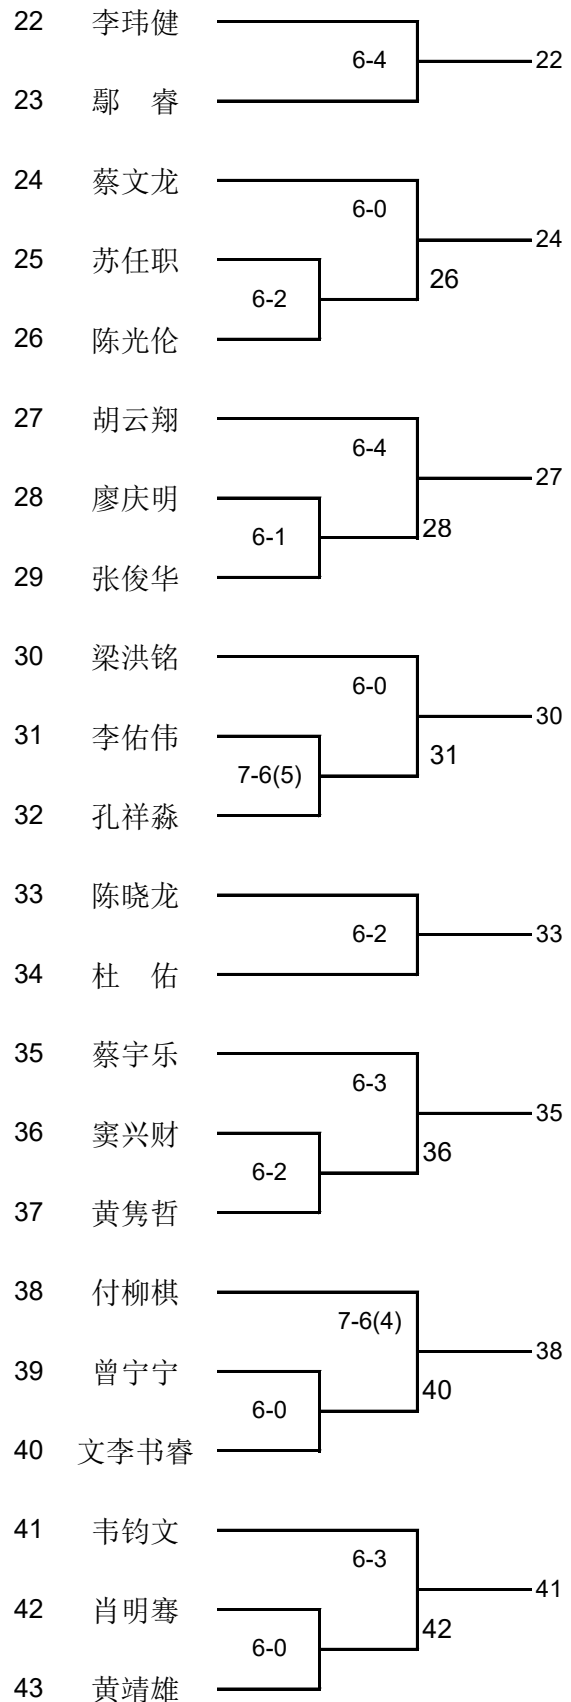 22 李玮健
6-4 22
23 鄢 睿
24 蔡文龙
6-0
24
25 苏任职
26
6-2
26 陈光伦
27 胡云翔
6-4
27
28 廖庆明
28
6-1
29 张俊华
30 梁洪铭
6-0
30
31 李佑伟
31
7-6(5)
32 孔祥淼
33 陈晓龙
6-2 33
34 杜 佑
35 蔡宇乐
6-3
35
36 窦兴财
36
6-2
37 黄隽哲
38 付柳棋
7-6(4)
38
39 曾宁宁
40
6-0
40 文李书睿
41 韦钧文
6-3
41
42 肖明骞
42
6-0
43 黄靖雄